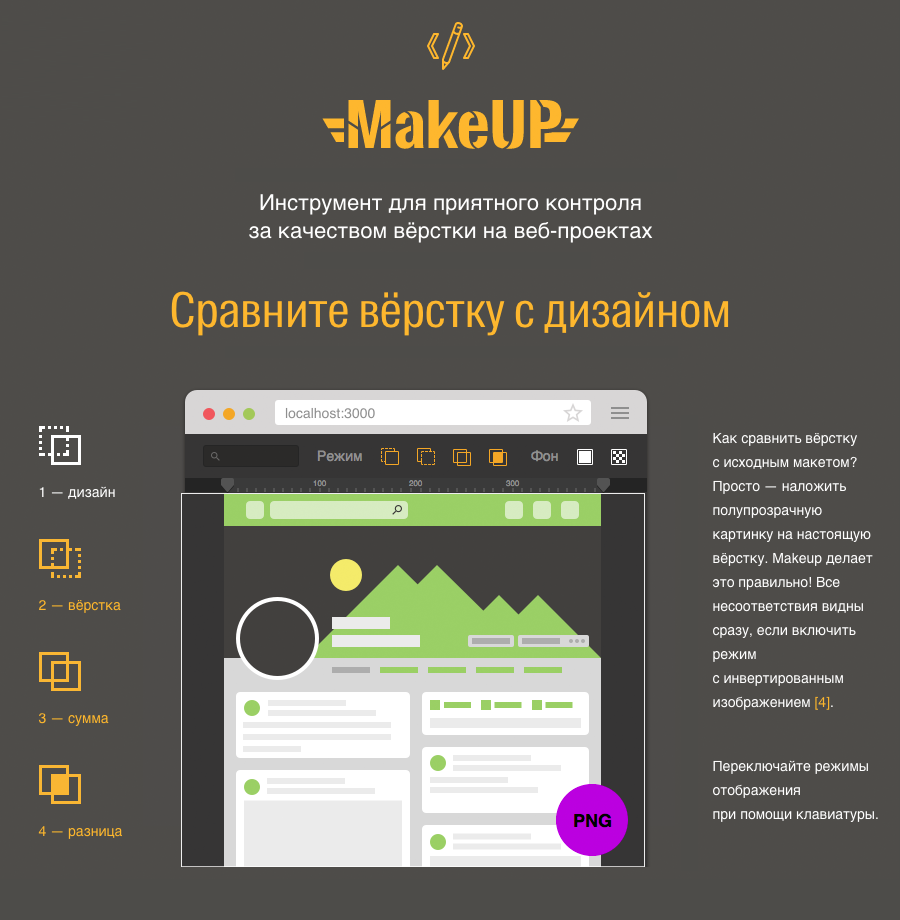 MakeUP
Инструмент для приятного контроля
за качеством вёрстки на веб-проектах
Сравните вёрстку с дизайном
localhost:3000
Режим
Фон
100
200
300
1 — дизайн
2 — вёрстка
3 — сумма
4 — разница
PNG
Как сравнить вёрстку
с исходным макетом?
Просто — наложить
полупрозрачную
картинку на настоящую
вёрстку. Makeup делает
это правильно! Все
несоответствия видны
сразу, если включить
режим
с инвертированным
изображением [4].
Переключайте режимы
отображения
при помощи клавиатуры.